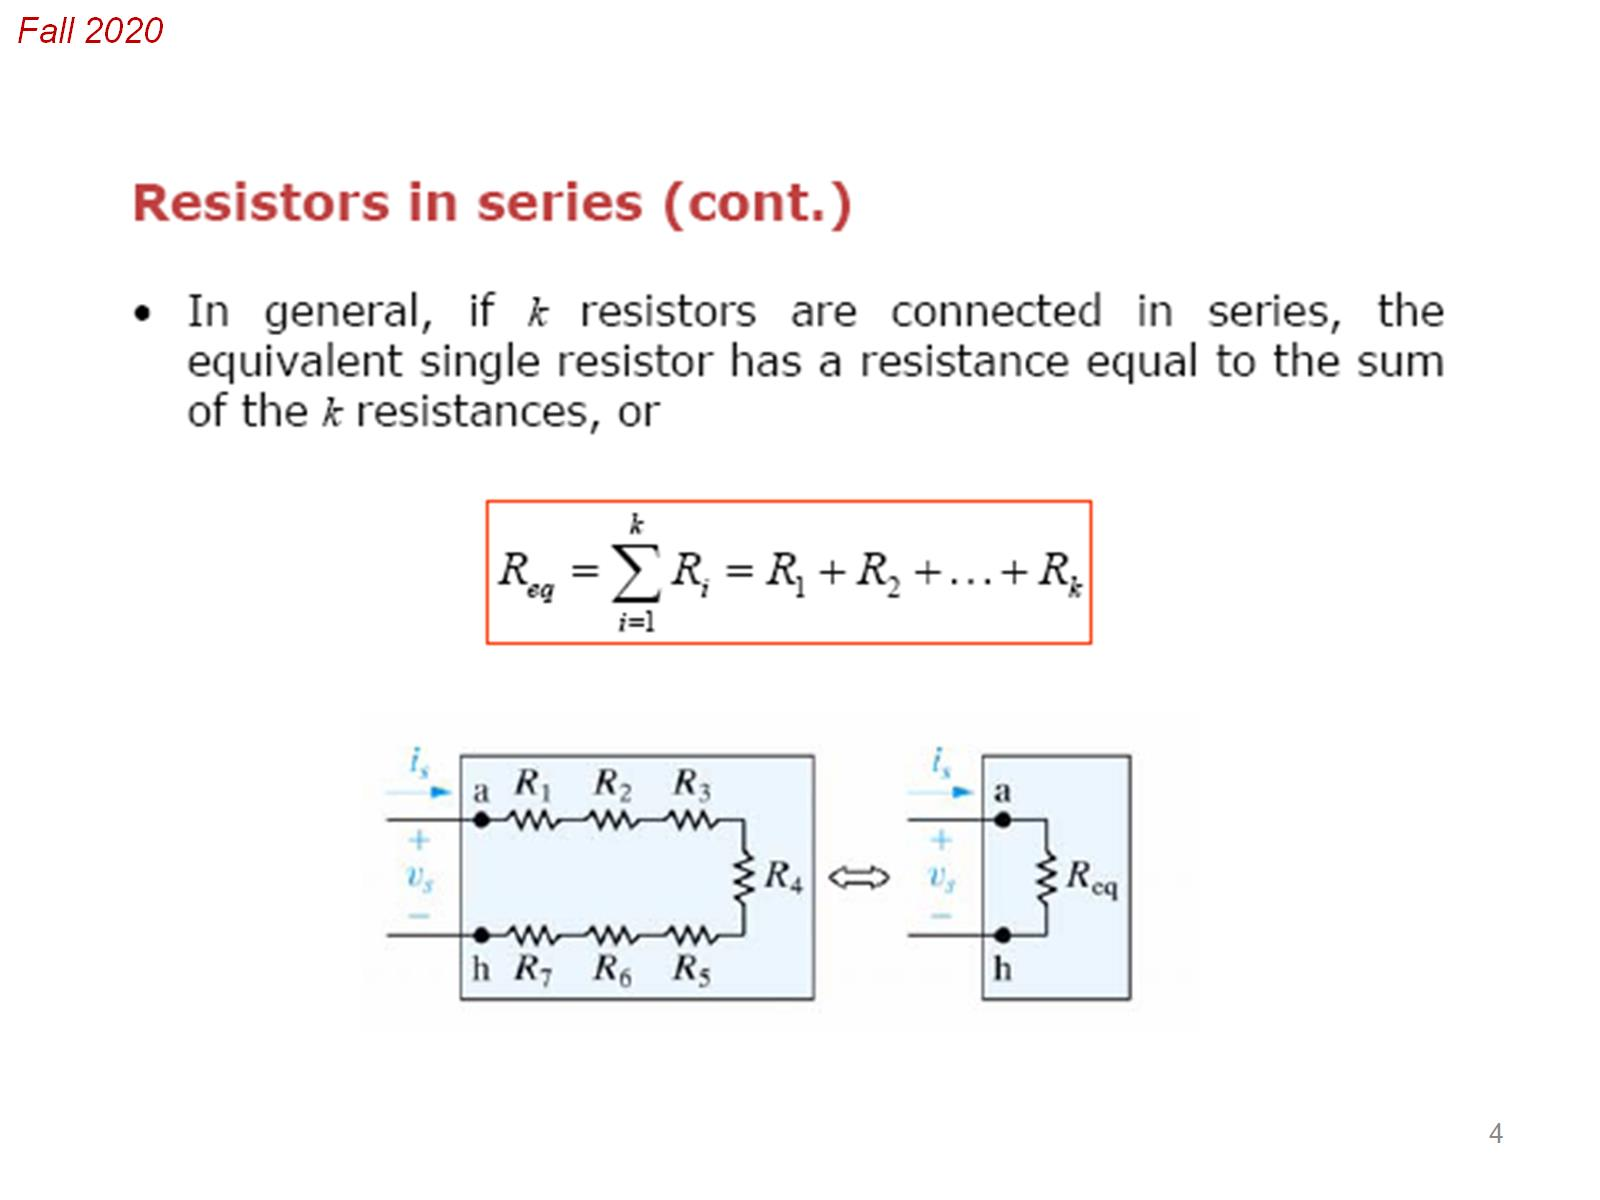 Fall 2020
Resistors in series (cont.)
• In general, if k resistors are connected in series, the
equivalent single resistor has a resistance equal to the sum
of the k resistances, or
k
R_eq = ∑ R_i = R_1 + R_2 + ... + R_k
i=1
i_s a R_1 R_2 R_3
+
v_s R_4
−
h R_7 R_6 R_5
⇔
i_s a
+
v_s R_eq
−
h
4